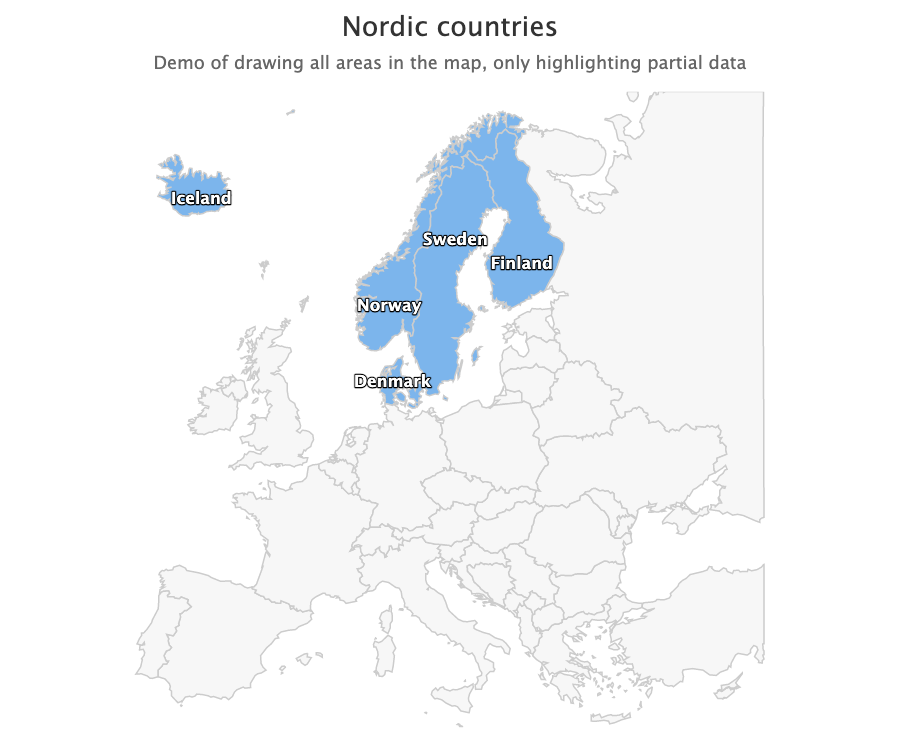 Nordic countries
Demo of drawing all areas in the map, only highlighting partial data
Iceland
Sweden
Finland
Norway
Denmark